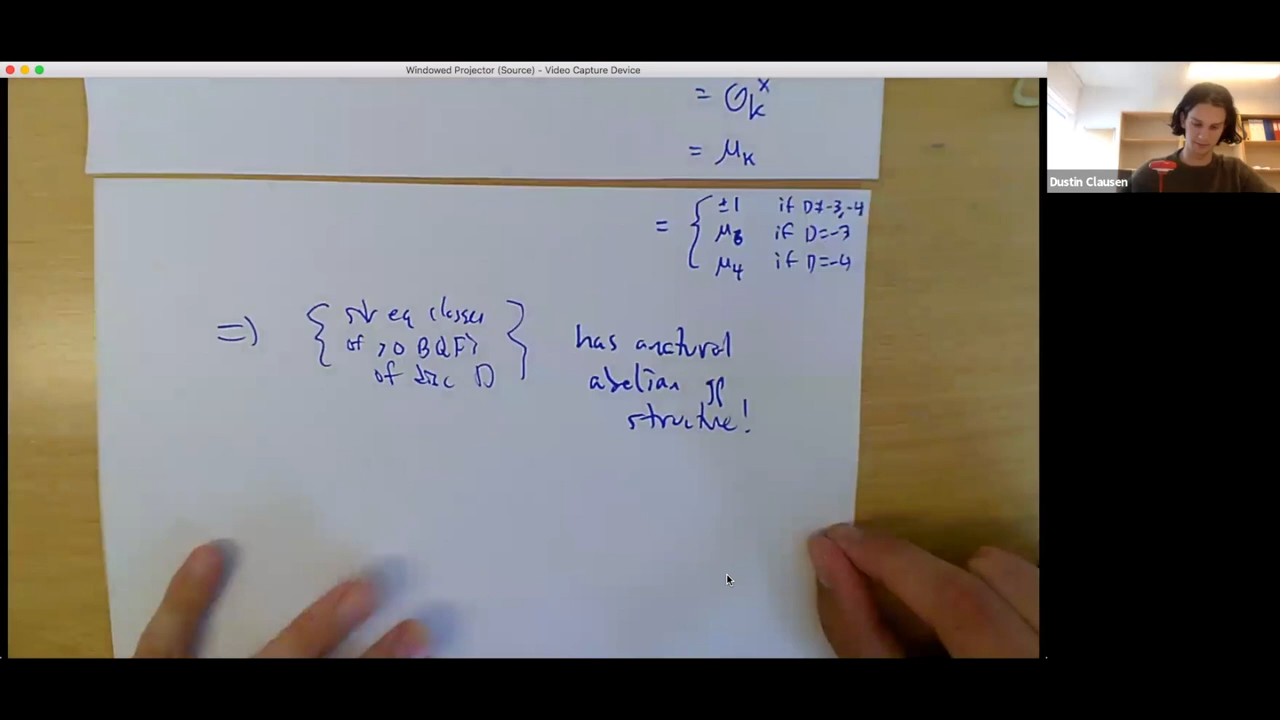 Windowed Projector (Source) - Video Capture Device
= O_K^×
= μ_K
= { ±1 if D≠-3,-4
μ_6 if D=-3
μ_4 if D=-4
=> { str eq classes
of >0 BQF's
of disc D } has a natural
abelian gp
structure!
Dustin Clausen